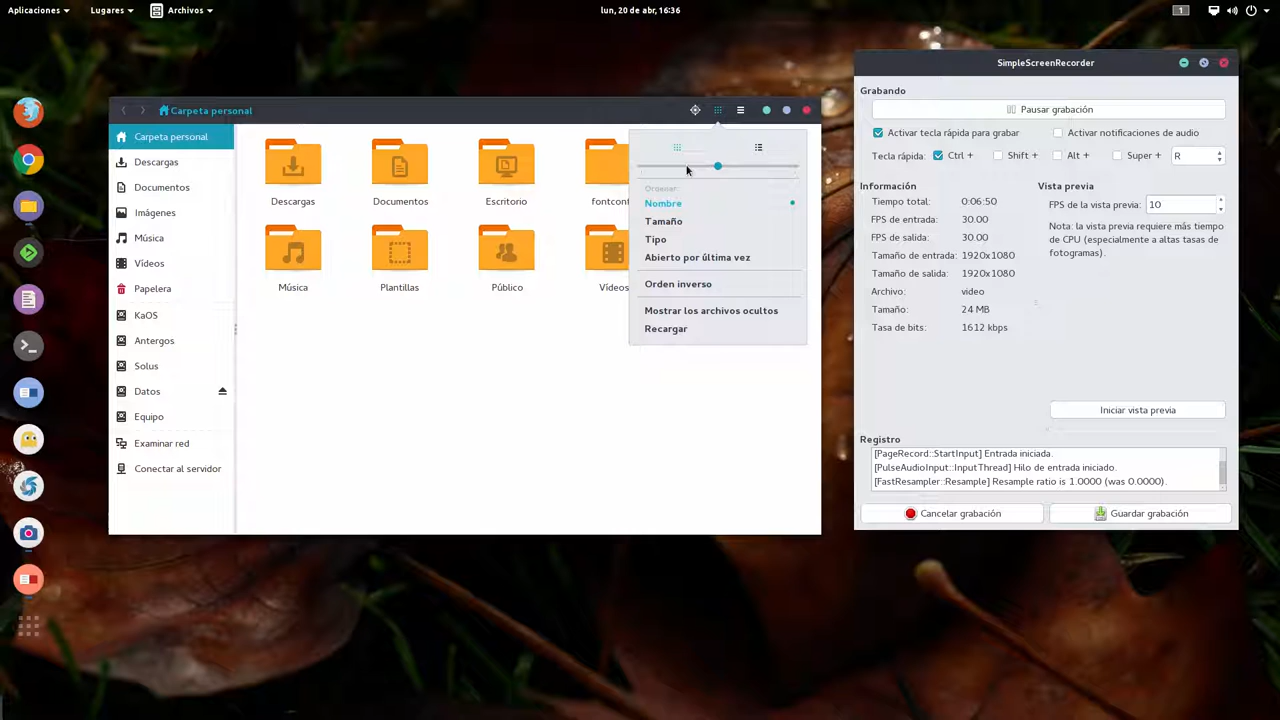 Aplicaciones
Lugares
Archivos
lun, 20 de abr, 16:36
1
Carpeta personal
Carpeta personal
Descargas
Documentos
Imágenes
Música
Vídeos
Papelera
KaOS
Antergos
Solus
Datos
Equipo
Examinar red
Conectar al servidor
Descargas
Documentos
Escritorio
fontconf
Música
Plantillas
Público
Vídeos
Ordenar:
Nombre
Tamaño
Tipo
Abierto por última vez
Orden inverso
Mostrar los archivos ocultos
Recargar
SimpleScreenRecorder
Grabando
Pausar grabación
Activar tecla rápida para grabar
Activar notificaciones de audio
Tecla rápida: Ctrl + Shift + Alt + Super + R
Información
Tiempo total: 0:06:50
FPS de entrada: 30.00
FPS de salida: 30.00
Tamaño de entrada: 1920x1080
Tamaño de salida: 1920x1080
Archivo: video
Tamaño: 24 MB
Tasa de bits: 1612 kbps
Vista previa
FPS de la vista previa: 10
Nota: la vista previa requiere más tiempo
de CPU (especialmente a altas tasas de
fotogramas).
Iniciar vista previa
Registro
[PageRecord::StartInput] Entrada iniciada.
[PulseAudioInput::InputThread] Hilo de entrada iniciado.
[FastResampler::Resample] Resample ratio is 1.0000 (was 0.0000).
Cancelar grabación
Guardar grabación